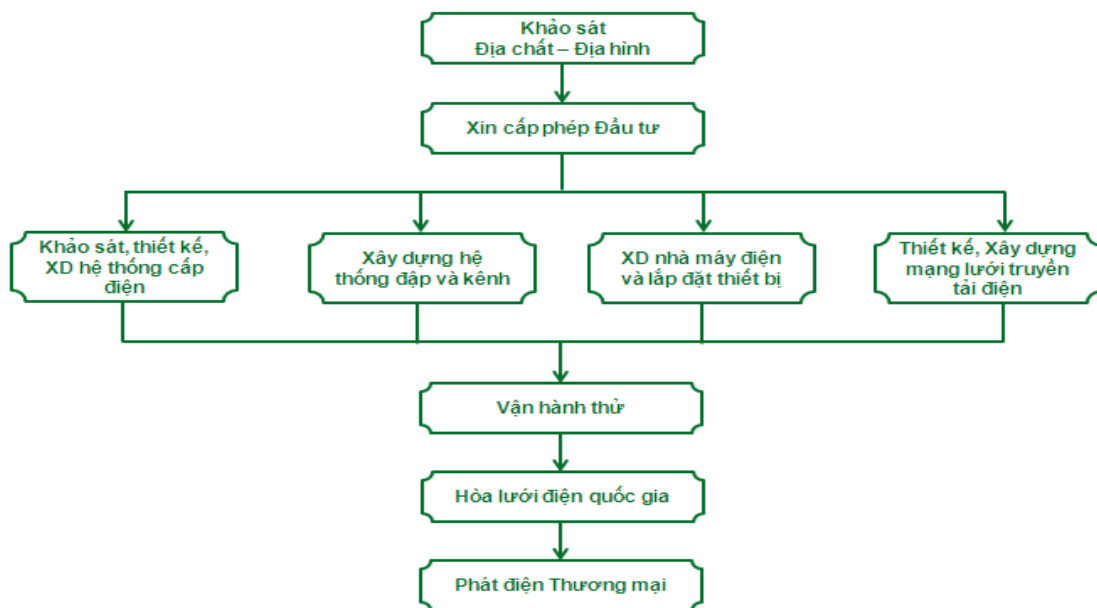 Khảo sát
Địa chất – Địa hình
Xin cấp phép Đầu tư
Khảo sát, thiết kế,
XD hệ thống cấp
điện
Xây dựng hệ
thống đập và kênh
XD nhà máy điện
và lắp đặt thiết bị
Thiết kế, Xây dựng
mạng lưới truyền
tải điện
Vận hành thử
Hòa lưới điện quốc gia
Phát điện Thương mại